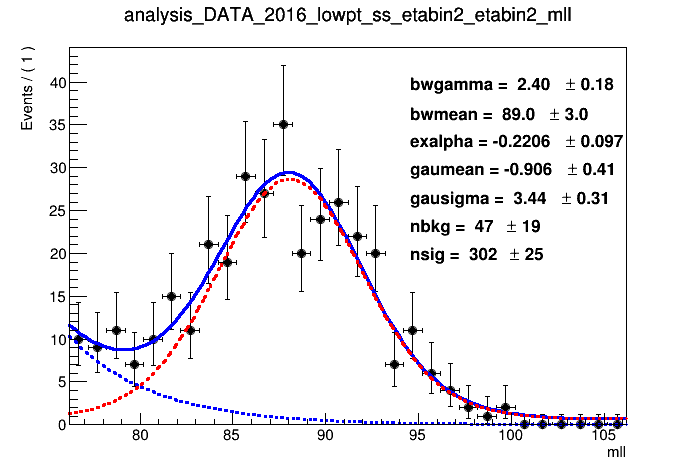 analysis_DATA_2016_lowpt_ss_etabin2_etabin2_mll
Events / ( 1 )
bwgamma = 2.40 ± 0.18
bwmean = 89.0 ± 3.0
exalpha = -0.2206 ± 0.097
gaumean = -0.906 ± 0.41
gausigma = 3.44 ± 0.31
nbkg = 47 ± 19
nsig = 302 ± 25
40
35
30
25
20
15
10
5
0
80 85 90 95 100 105
mll